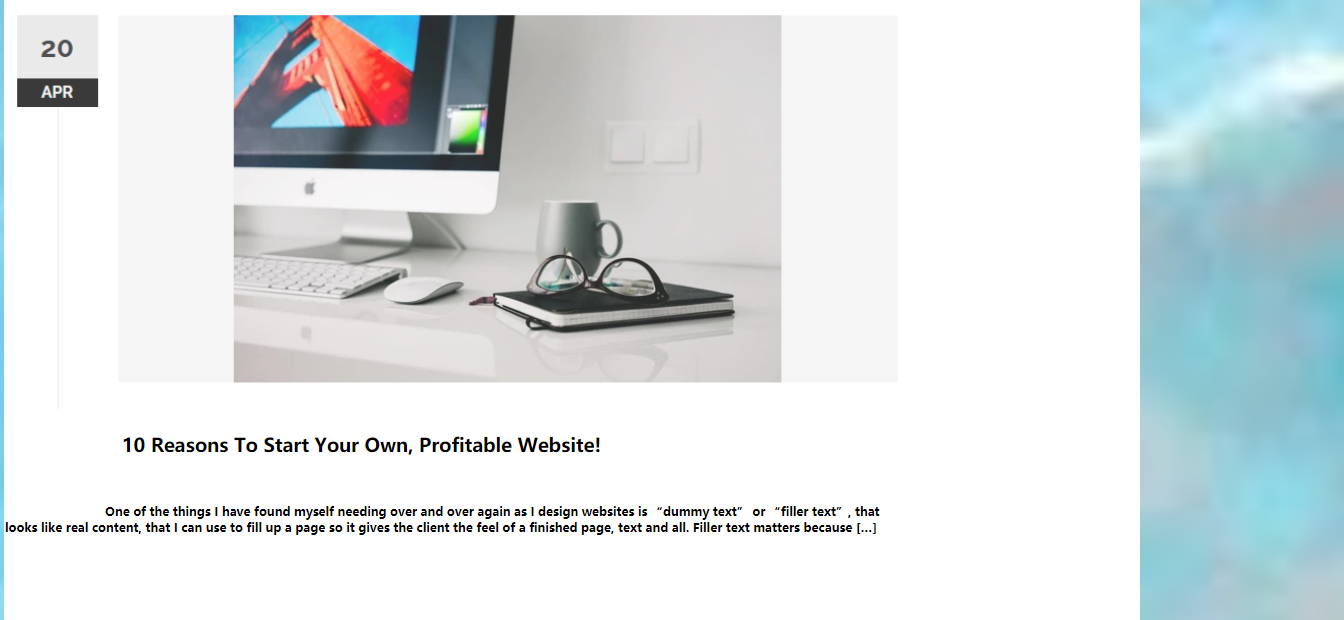 20
APR
10 Reasons To Start Your Own, Profitable Website!
One of the things I have found myself needing over and over again as I design websites is “dummy text” or “filler text”, that
looks like real content, that I can use to fill up a page so it gives the client the feel of a finished page, text and all. Filler text matters because [...]